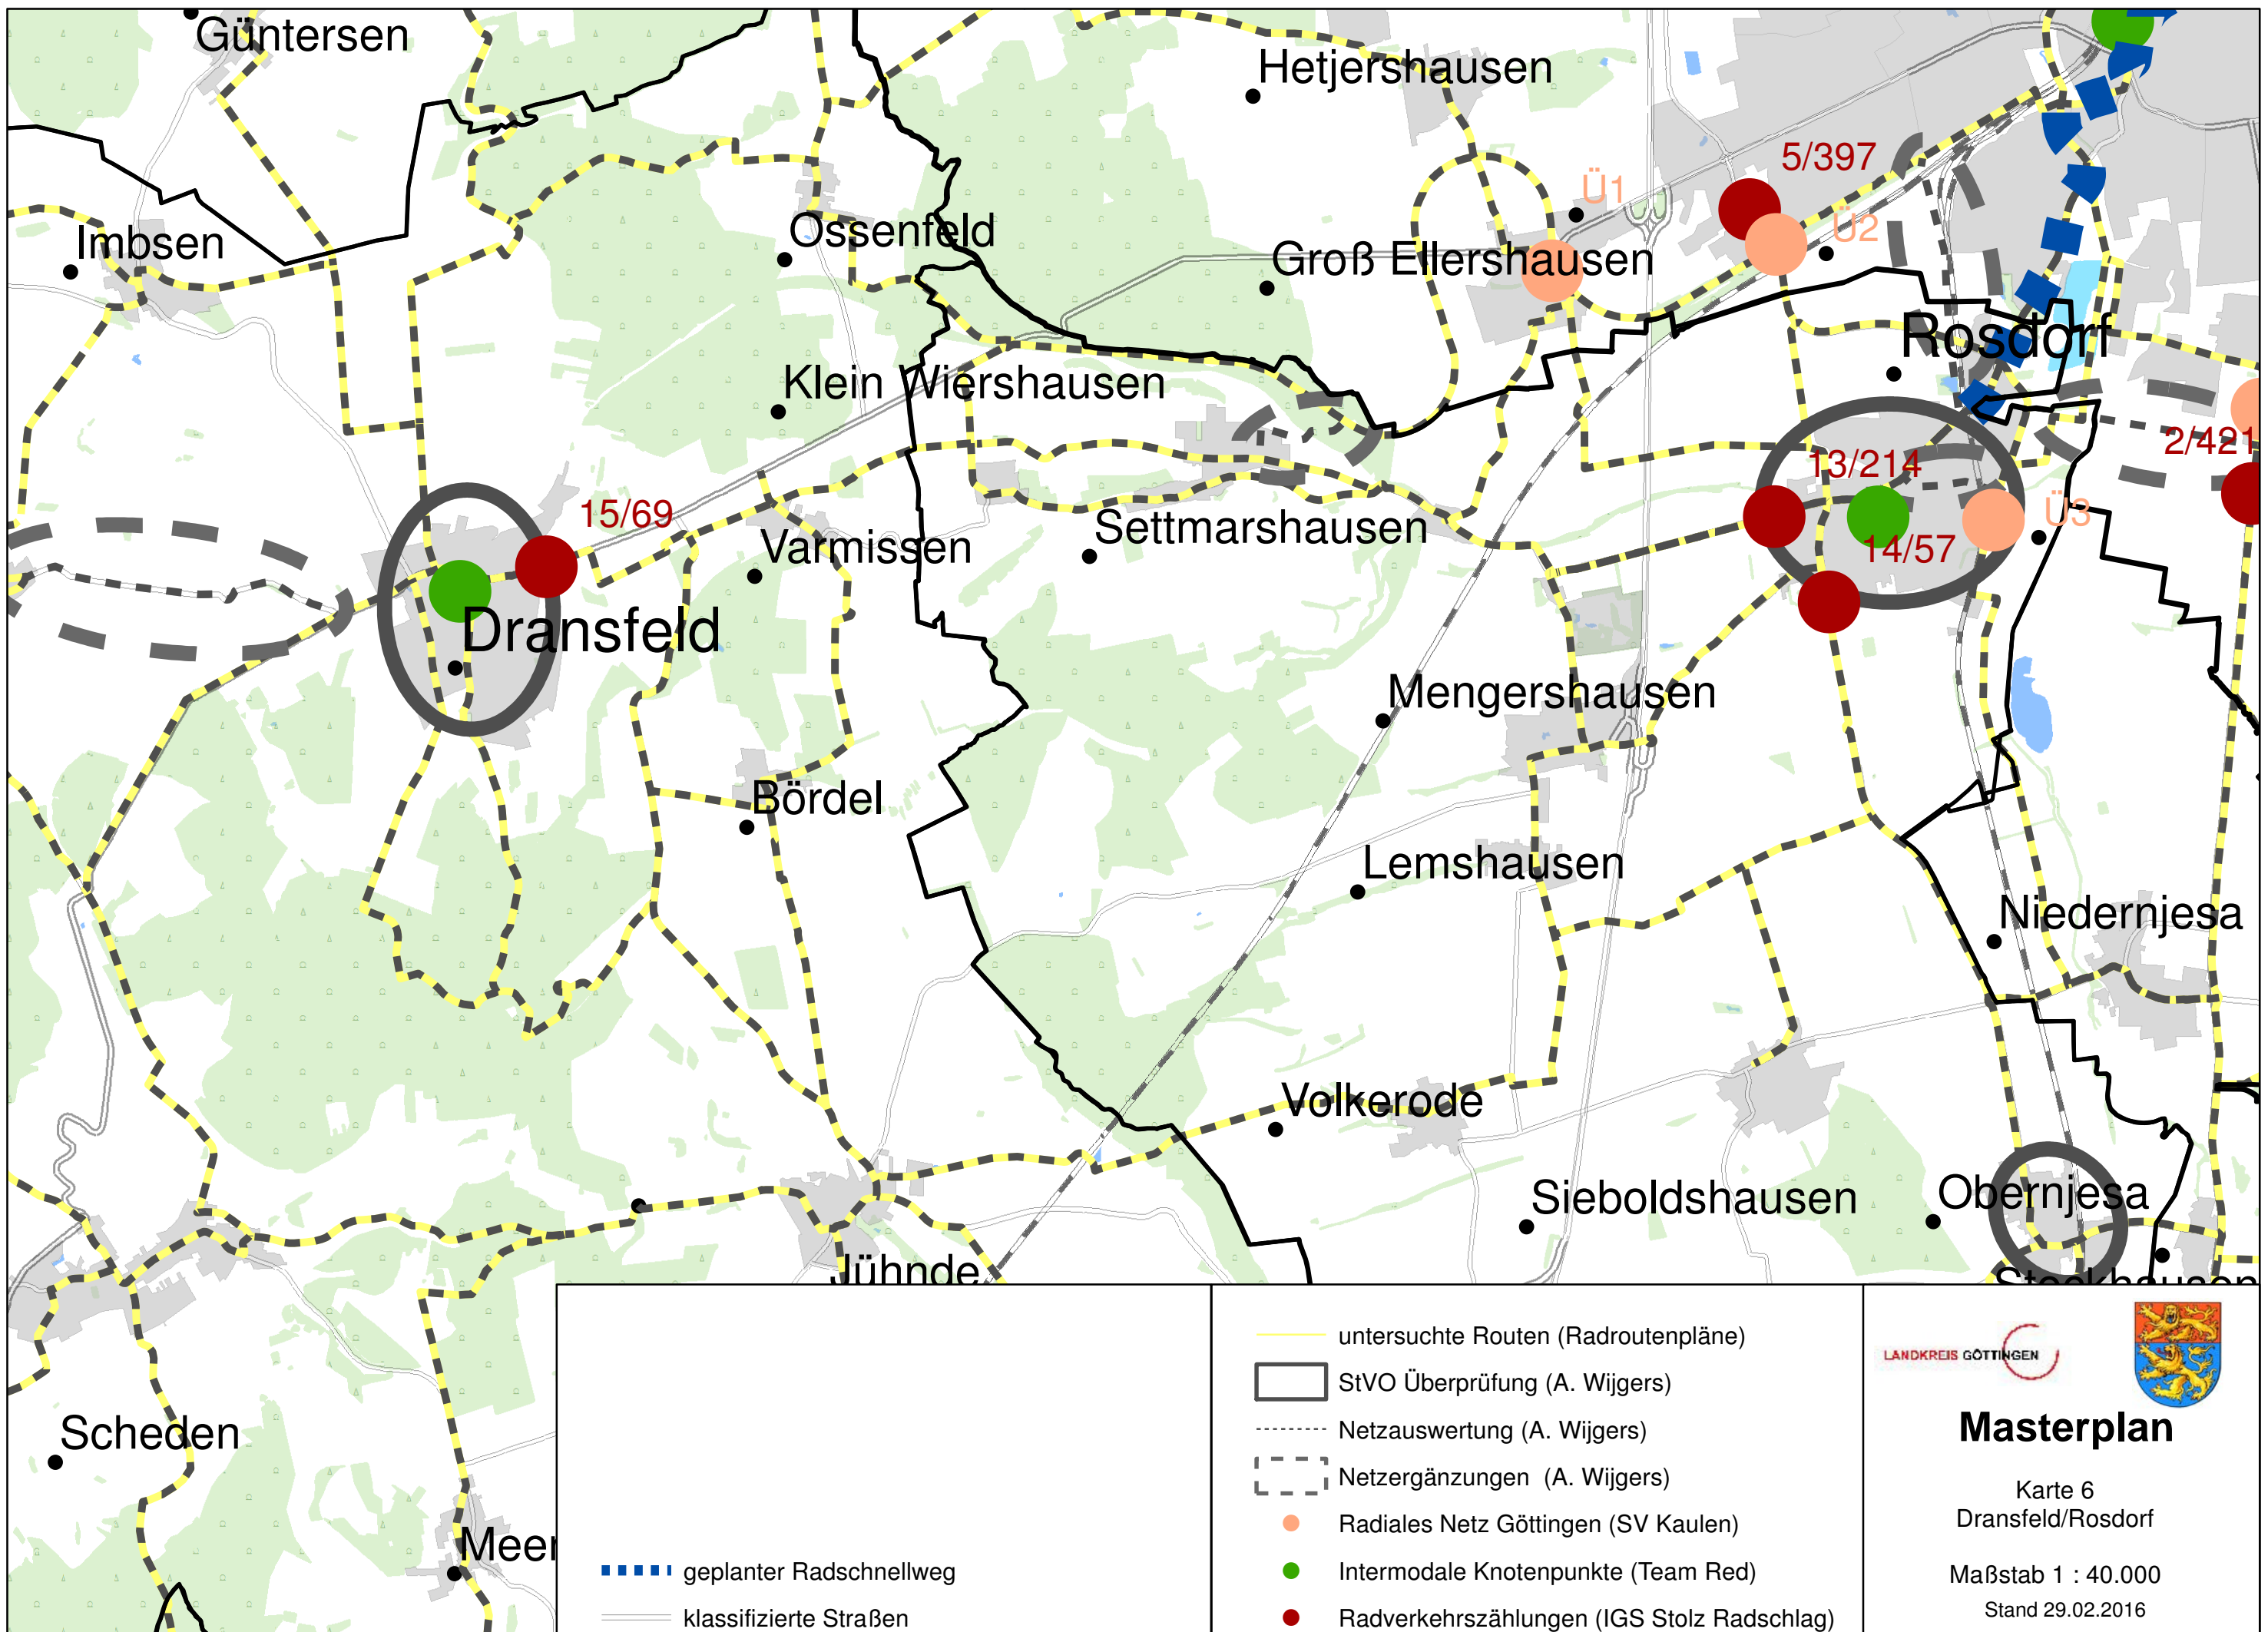 Güntersen
Hetjershausen
5/397
Ü1
Ossenfeld
Ü2
Imbsen
Groß Ellershausen
Rosdorf
Klein Wiershausen
2/421
13/214
15/69
Ü3
Settmarshausen
Varmissen
14/57
Dransfeld
Mengershausen
Bördel
Lemshausen
Niedernjesa
Volkerode
Sieboldshausen
Obernjesa
Jühnde
Stockhausen
Scheden
Meen
untersuchte Routen (Radroutenpläne)
StVO Überprüfung (A. Wijgers)
Netzauswertung (A. Wijgers)
Netzergänzungen (A. Wijgers)
Radiales Netz Göttingen (SV Kaulen)
Intermodale Knotenpunkte (Team Red)
Radverkehrszählungen (IGS Stolz Radschlag)
geplanter Radschnellweg
klassifizierte Straßen
LANDKREIS GÖTTINGEN
Masterplan
Karte 6
Dransfeld/Rosdorf
Maßstab 1 : 40.000
Stand 29.02.2016